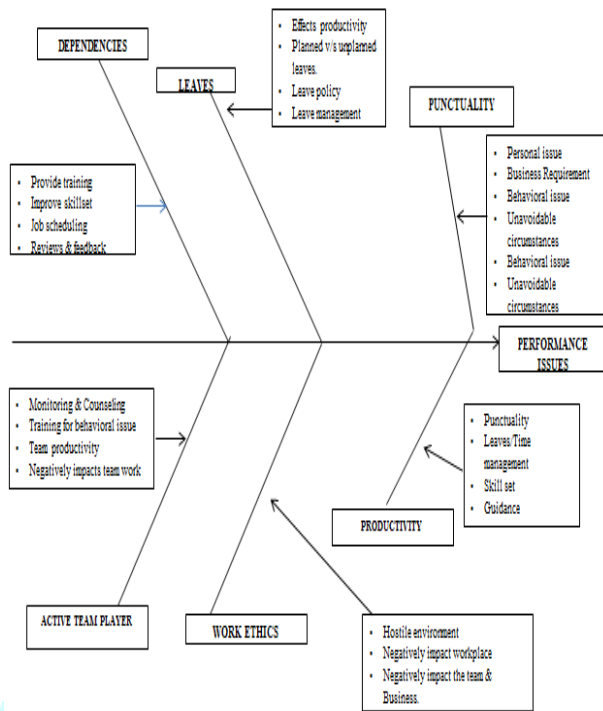 DEPENDENCIES
LEAVES
▪ Effects productivity
▪ Planned v/s unplanned
leaves.
▪ Leave policy
▪ Leave management
PUNCTUALITY
▪ Personal issue
▪ Business Requirement
▪ Behavioral issue
▪ Unavoidable
circumstances
▪ Behavioral issue
▪ Unavoidable
circumstances
▪ Provide training
▪ Improve skillset
▪ Job scheduling
▪ Reviews & feedback
PERFORMANCE
ISSUES
▪ Monitoring & Counseling
▪ Training for behavioral issue
▪ Team productivity
▪ Negatively impacts team work
▪ Punctuality
▪ Leaves/Time
management
▪ Skill set
▪ Guidance
PRODUCTIVITY
ACTIVE TEAM PLAYER
WORK ETHICS
▪ Hostile environment
▪ Negatively impact workplace
▪ Negatively impact the team &
Business.